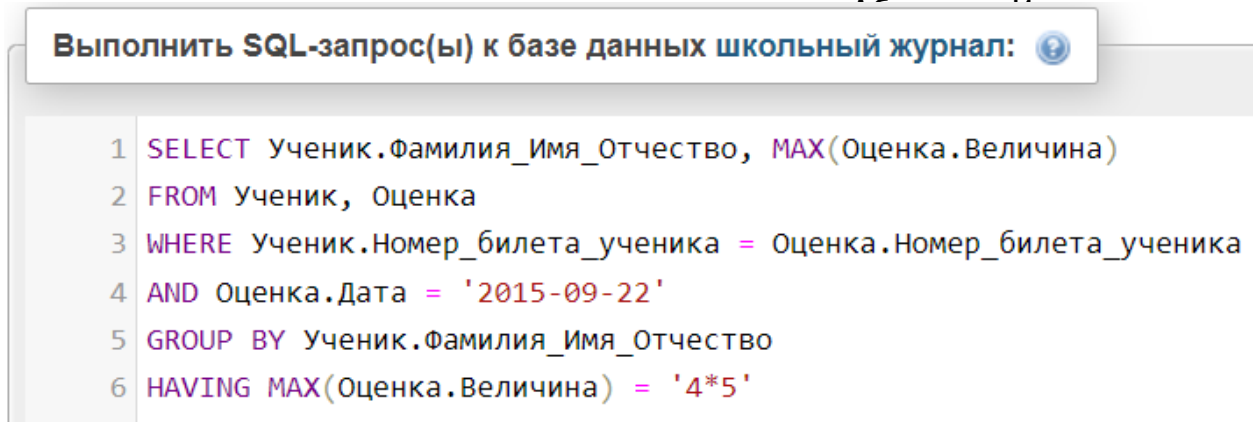 Выполнить SQL-запрос(ы) к базе данных школьный журнал:
1 SELECT Ученик.Фамилия_Имя_Отчество, MAX(Оценка.Величина)
2 FROM Ученик, Оценка
3 WHERE Ученик.Номер_билета_ученика = Оценка.Номер_билета_ученика
4 AND Оценка.Дата = '2015-09-22'
5 GROUP BY Ученик.Фамилия_Имя_Отчество
6 HAVING MAX(Оценка.Величина) = '4*5'